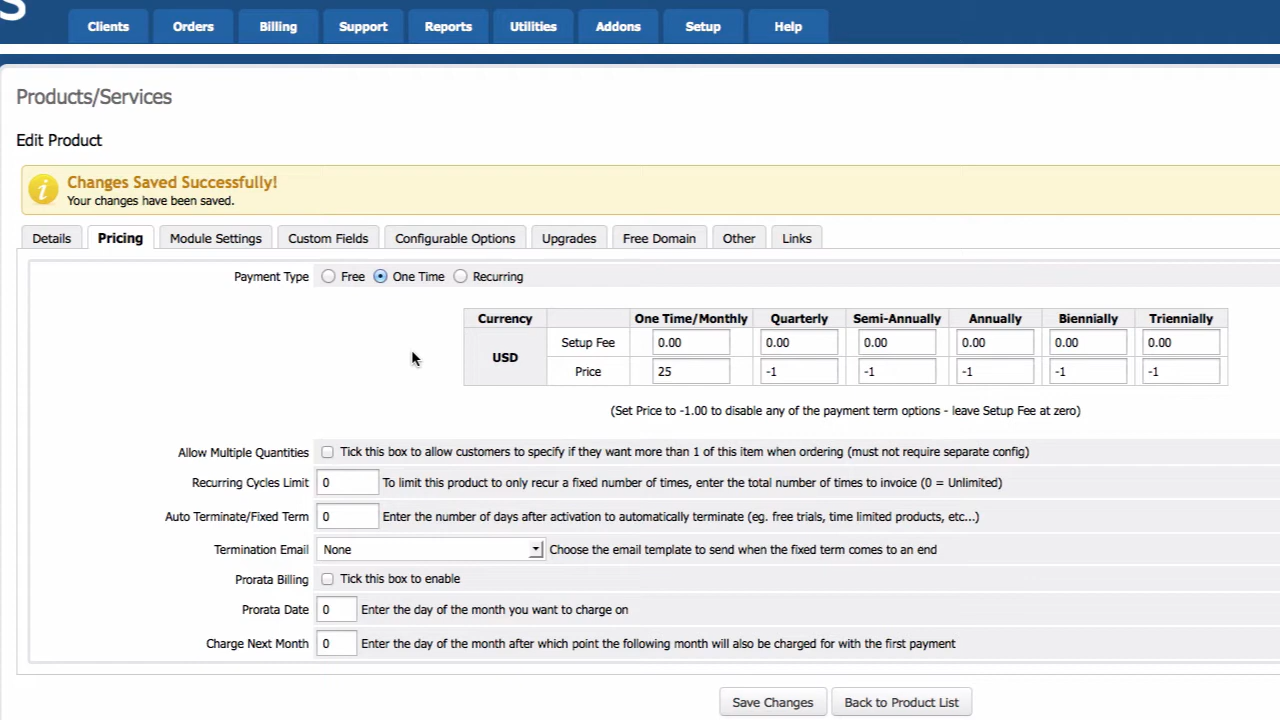 S
Clients Orders Billing Support Reports Utilities Addons Setup Help
Products/Services
Edit Product
i
Changes Saved Successfully!
Your changes have been saved.
Details Pricing Module Settings Custom Fields Configurable Options Upgrades Free Domain Other Links
Payment Type Free One Time Recurring
Currency One Time/Monthly Quarterly Semi-Annually Annually Biennially Triennially
USD
Setup Fee 0.00 0.00 0.00 0.00 0.00 0.00
Price 25 -1 -1 -1 -1 -1
(Set Price to -1.00 to disable any of the payment term options - leave Setup Fee at zero)
Allow Multiple Quantities Tick this box to allow customers to specify if they want more than 1 of this item when ordering (must not require separate config)
Recurring Cycles Limit 0 To limit this product to only recur a fixed number of times, enter the total number of times to invoice (0 = Unlimited)
Auto Terminate/Fixed Term 0 Enter the number of days after activation to automatically terminate (eg. free trials, time limited products, etc...)
Termination Email None Choose the email template to send when the fixed term comes to an end
Prorata Billing Tick this box to enable
Prorata Date 0 Enter the day of the month you want to charge on
Charge Next Month 0 Enter the day of the month after which point the following month will also be charged for with the first payment
Save Changes Back to Product List